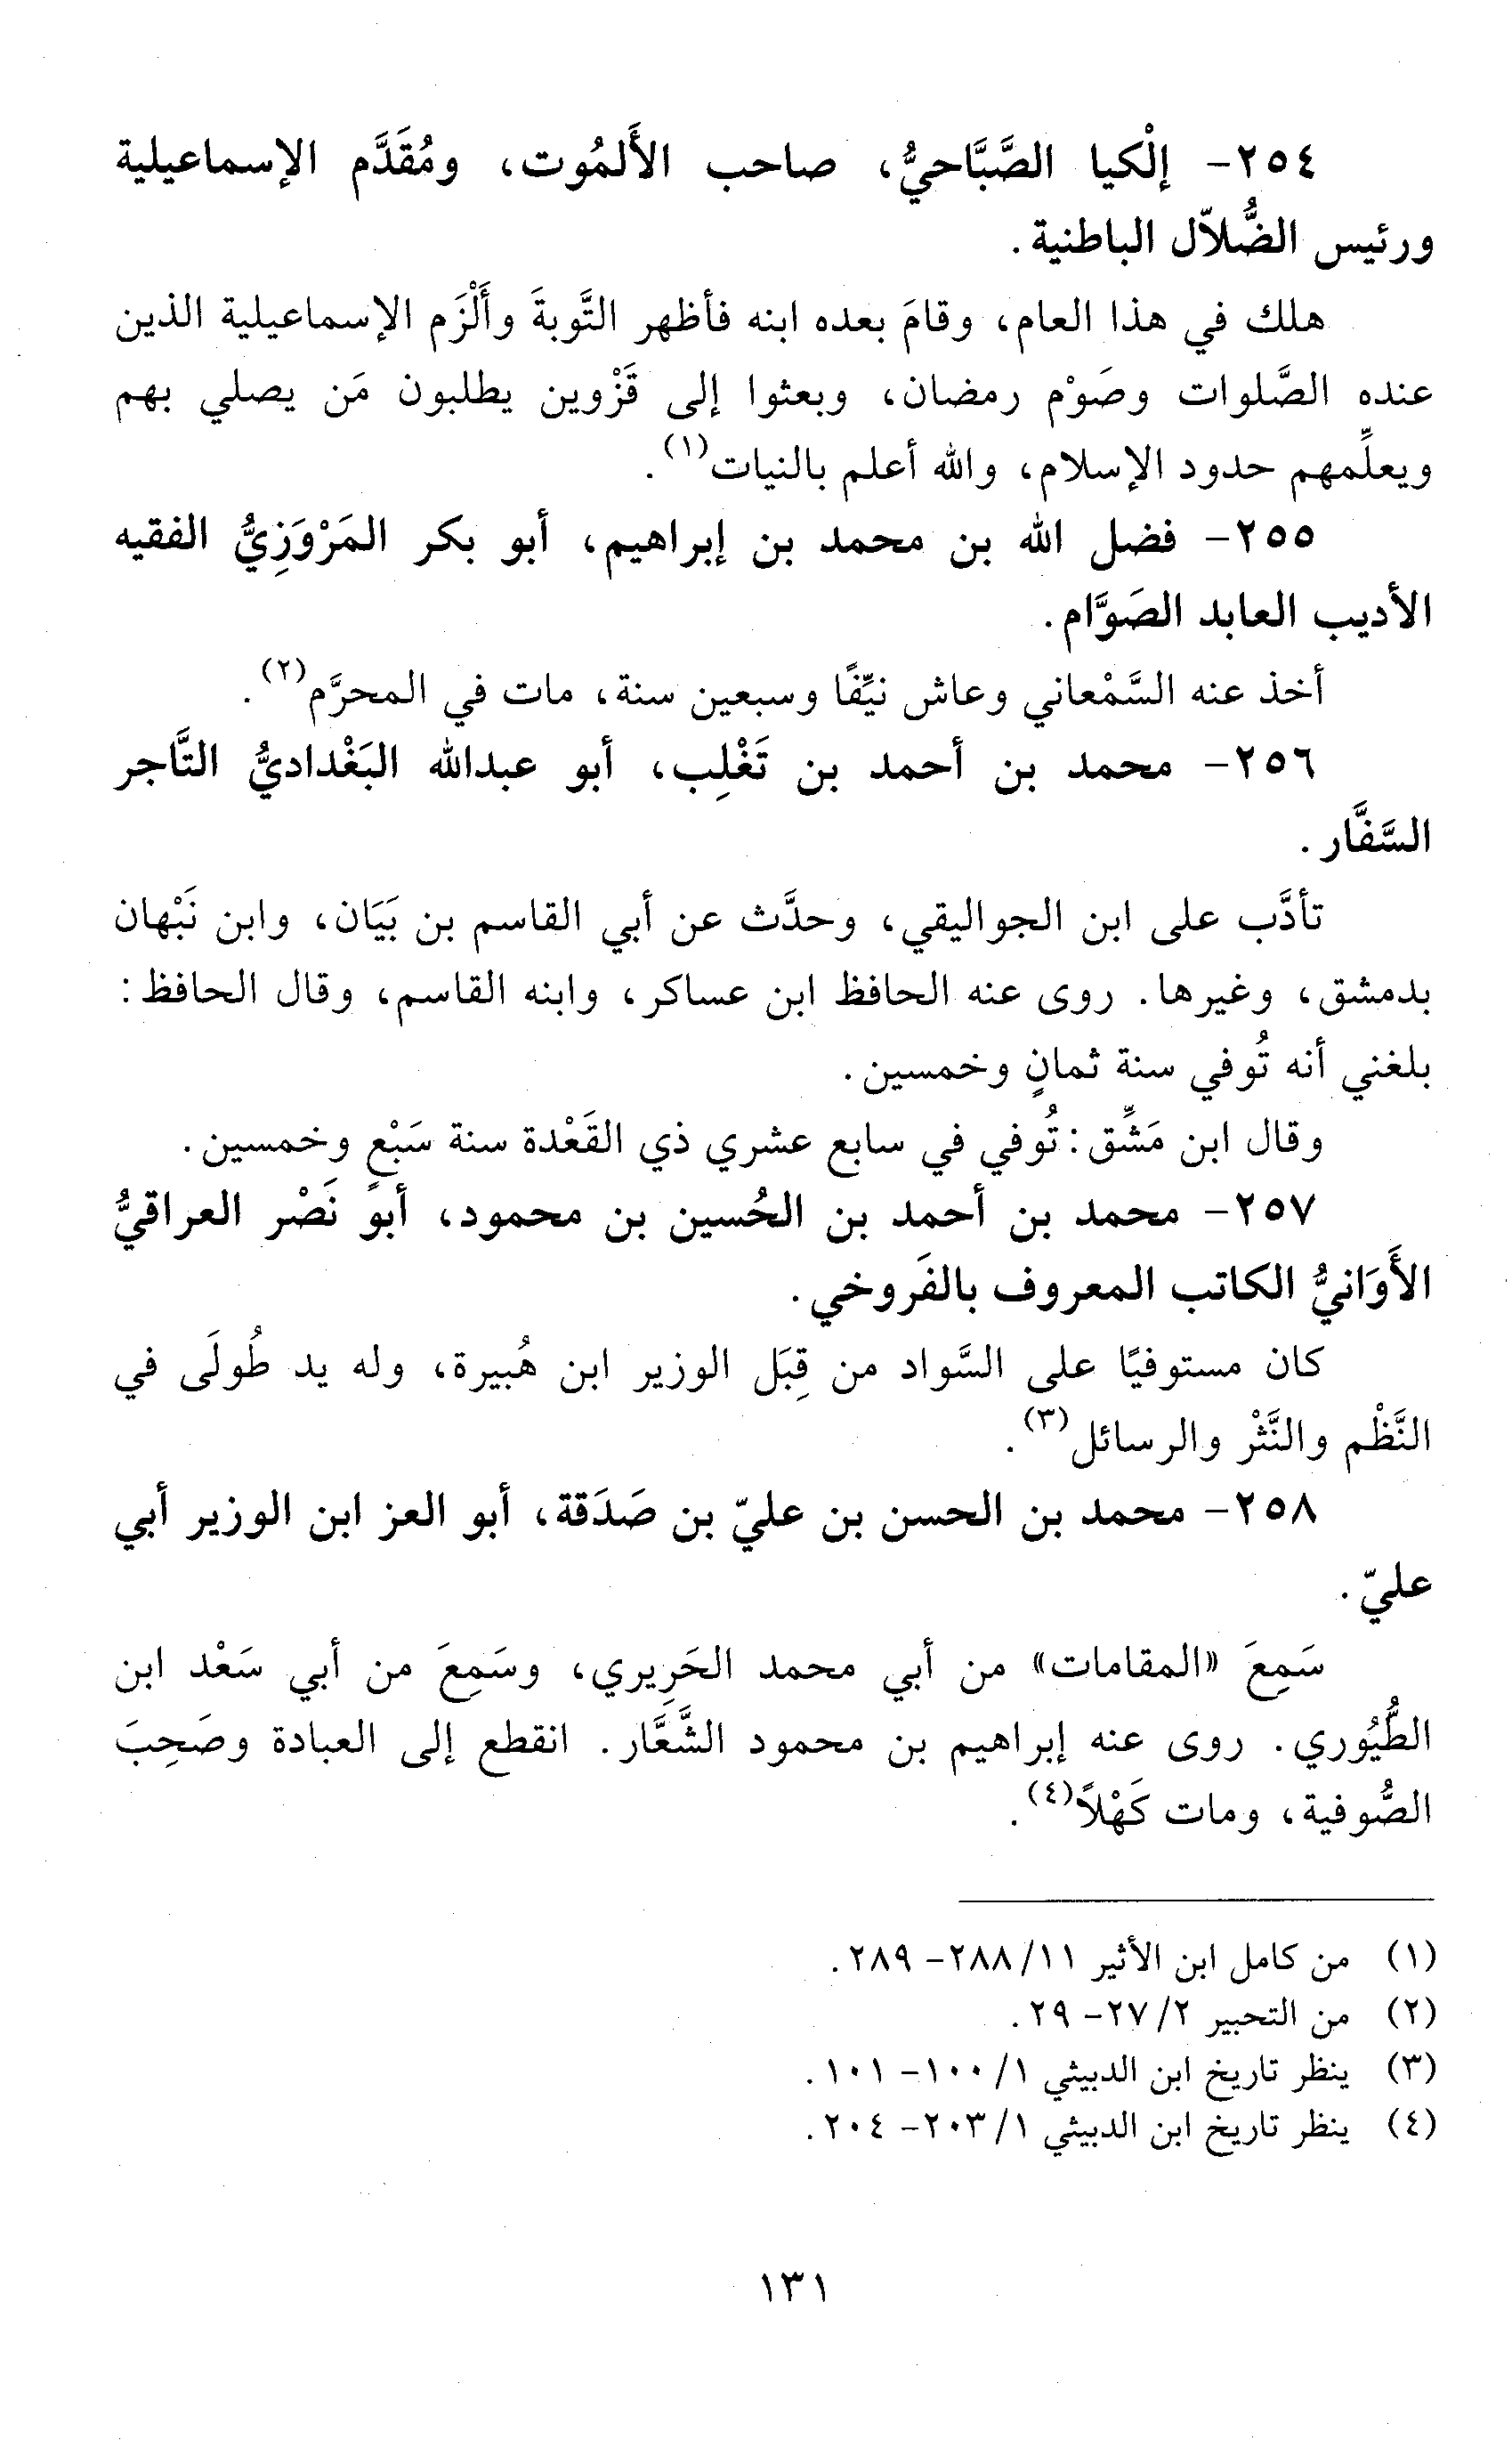 ٢٥٤- إلْكيا الصَّبَّاحيُّ، صاحب الأَلمُوت، ومُقَدَّم الإسماعيلية
ورئيس الضُّلاّل الباطنية.
هلك في هذا العام، وقامَ بعده ابنه فأظهر التَّوبةَ وأَلْزَم الإسماعيلية الذين
عنده الصَّلوات وصَوْم رمضان، وبعثوا إلى قَزْوين يطلبون مَن يصلي بهم
ويعلِّمهم حدود الإسلام، والله أعلم بالنيات(١).
٢٥٥- فضل الله بن محمد بن إبراهيم، أبو بكر المَرْوَزِيُّ الفقيه
الأديب العابد الصَوَّام.
أخذ عنه السَّمْعاني وعاش نيِّفًا وسبعين سنة، مات في المحرَّم(٢).
٢٥٦- محمد بن أحمد بن تَغْلِب، أبو عبدالله البَغْداديُّ التَّاجر
السَّفَّار.
تأدَّب على ابن الجواليقي، وحدَّث عن أبي القاسم بن بَيَان، وابن نَبْهان
بدمشق، وغيرها. روى عنه الحافظ ابن عساكر، وابنه القاسم، وقال الحافظ:
بلغني أنه تُوفي سنة ثمانٍ وخمسين.
وقال ابن مَشِّق: تُوفي في سابع عشري ذي القَعْدة سنة سَبْعٍ وخمسين.
٢٥٧- محمد بن أحمد بن الحُسين بن محمود، أبو نَصْر العراقيُّ
الأَوَانيُّ الكاتب المعروف بالفَروخي.
كان مستوفيًا على السَّواد من قِبَل الوزير ابن هُبيرة، وله يد طُولَى في
النَّظْم والنَّثْر والرسائل(٣).
٢٥٨- محمد بن الحسن بن عليّ بن صَدَقة، أبو العز ابن الوزير أبي
عليّ.
سَمِعَ «المقامات» من أبي محمد الحَرِيري، وسَمِعَ من أبي سَعْد ابن
الطُّيُوري. روى عنه إبراهيم بن محمود الشَّعَّار. انقطع إلى العبادة وصَحِبَ
الصُّوفية، ومات كَهْلاً(٤).
(١) من كامل ابن الأثير ١١/ ٢٨٨- ٢٨٩.
(٢) من التحبير ٢/ ٢٧- ٢٩.
(٣) ينظر تاريخ ابن الدبيثي ١/ ١٠٠- ١٠١.
(٤) ينظر تاريخ ابن الدبيثي ١/ ٢٠٣- ٢٠٤.
١٣١